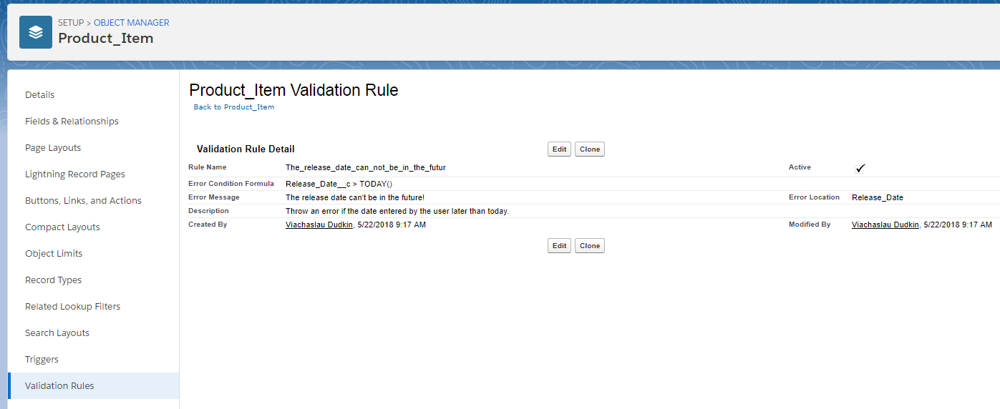 SETUP > OBJECT MANAGER
Product_Item
Details
Fields & Relationships
Page Layouts
Lightning Record Pages
Buttons, Links, and Actions
Compact Layouts
Object Limits
Record Types
Related Lookup Filters
Search Layouts
Triggers
Validation Rules
Product_Item Validation Rule
Back to Product_Item
Validation Rule Detail Edit Clone
Rule Name The_release_date_can_not_be_in_the_futur Active ✓
Error Condition Formula Release_Date__c > TODAY()
Error Message The release date can't be in the future! Error Location Release_Date
Description Throw an error if the date entered by the user later than today.
Created By Viachaslau Dudkin, 5/22/2018 9:17 AM Modified By Viachaslau Dudkin, 5/22/2018 9:17 AM
Edit Clone